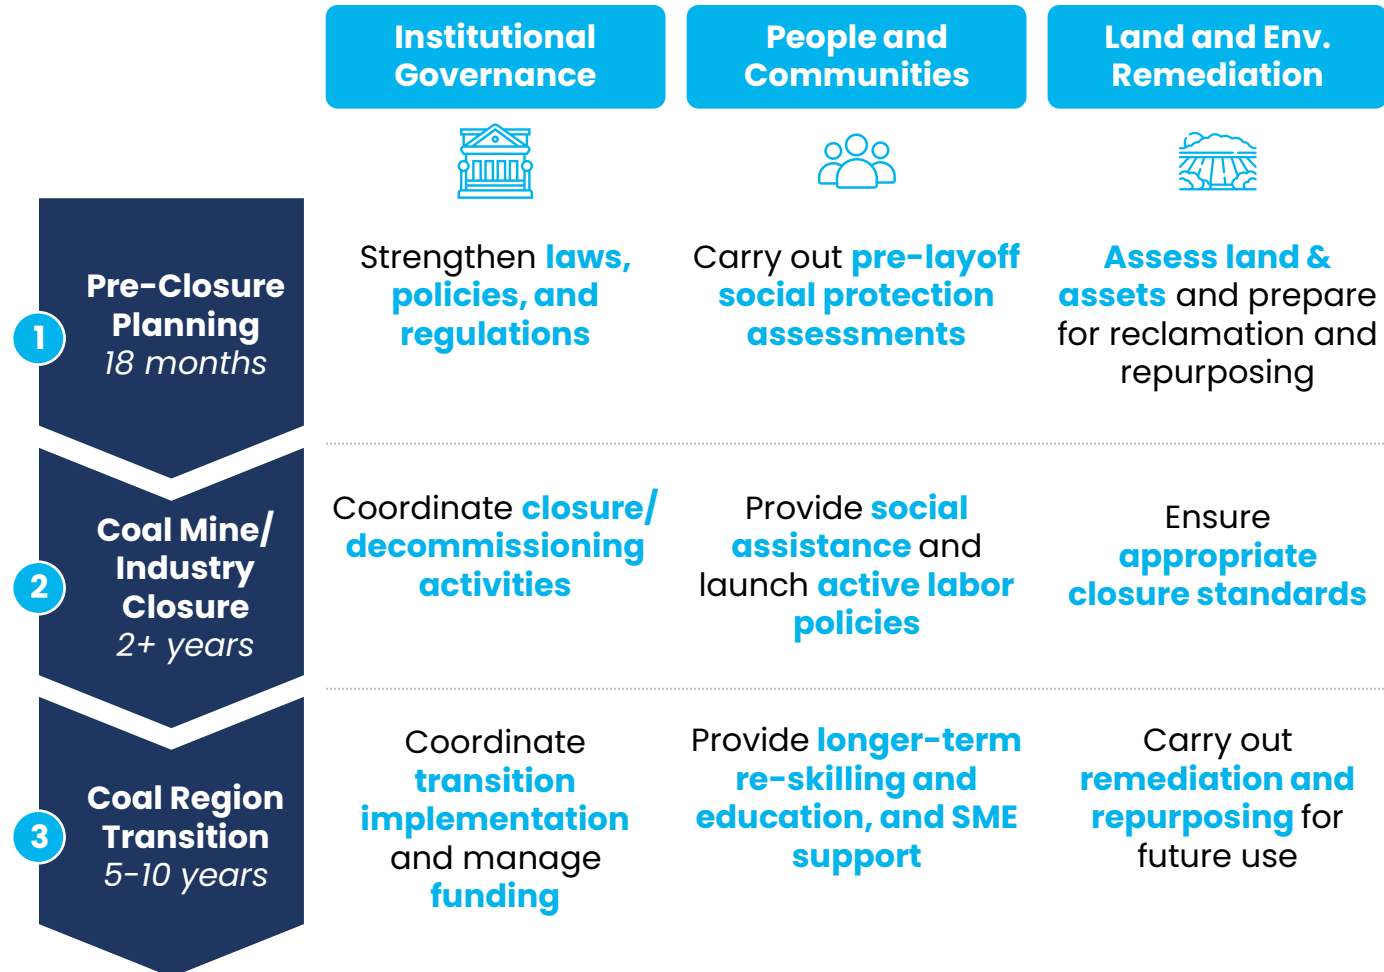 Institutional
Governance
People and
Communities
Land and Env.
Remediation
1
Pre-Closure
Planning
18 months
Strengthen laws,
policies, and
regulations
Carry out pre-layoff
social protection
assessments
Assess land &
assets and prepare
for reclamation and
repurposing
2
Coal Mine/
Industry
Closure
2+ years
Coordinate closure/
decommissioning
activities
Provide social
assistance and
launch active labor
policies
Ensure
appropriate
closure standards
3
Coal Region
Transition
5-10 years
Coordinate
transition
implementation
and manage
funding
Provide longer-term
re-skilling and
education, and SME
support
Carry out
remediation and
repurposing for
future use